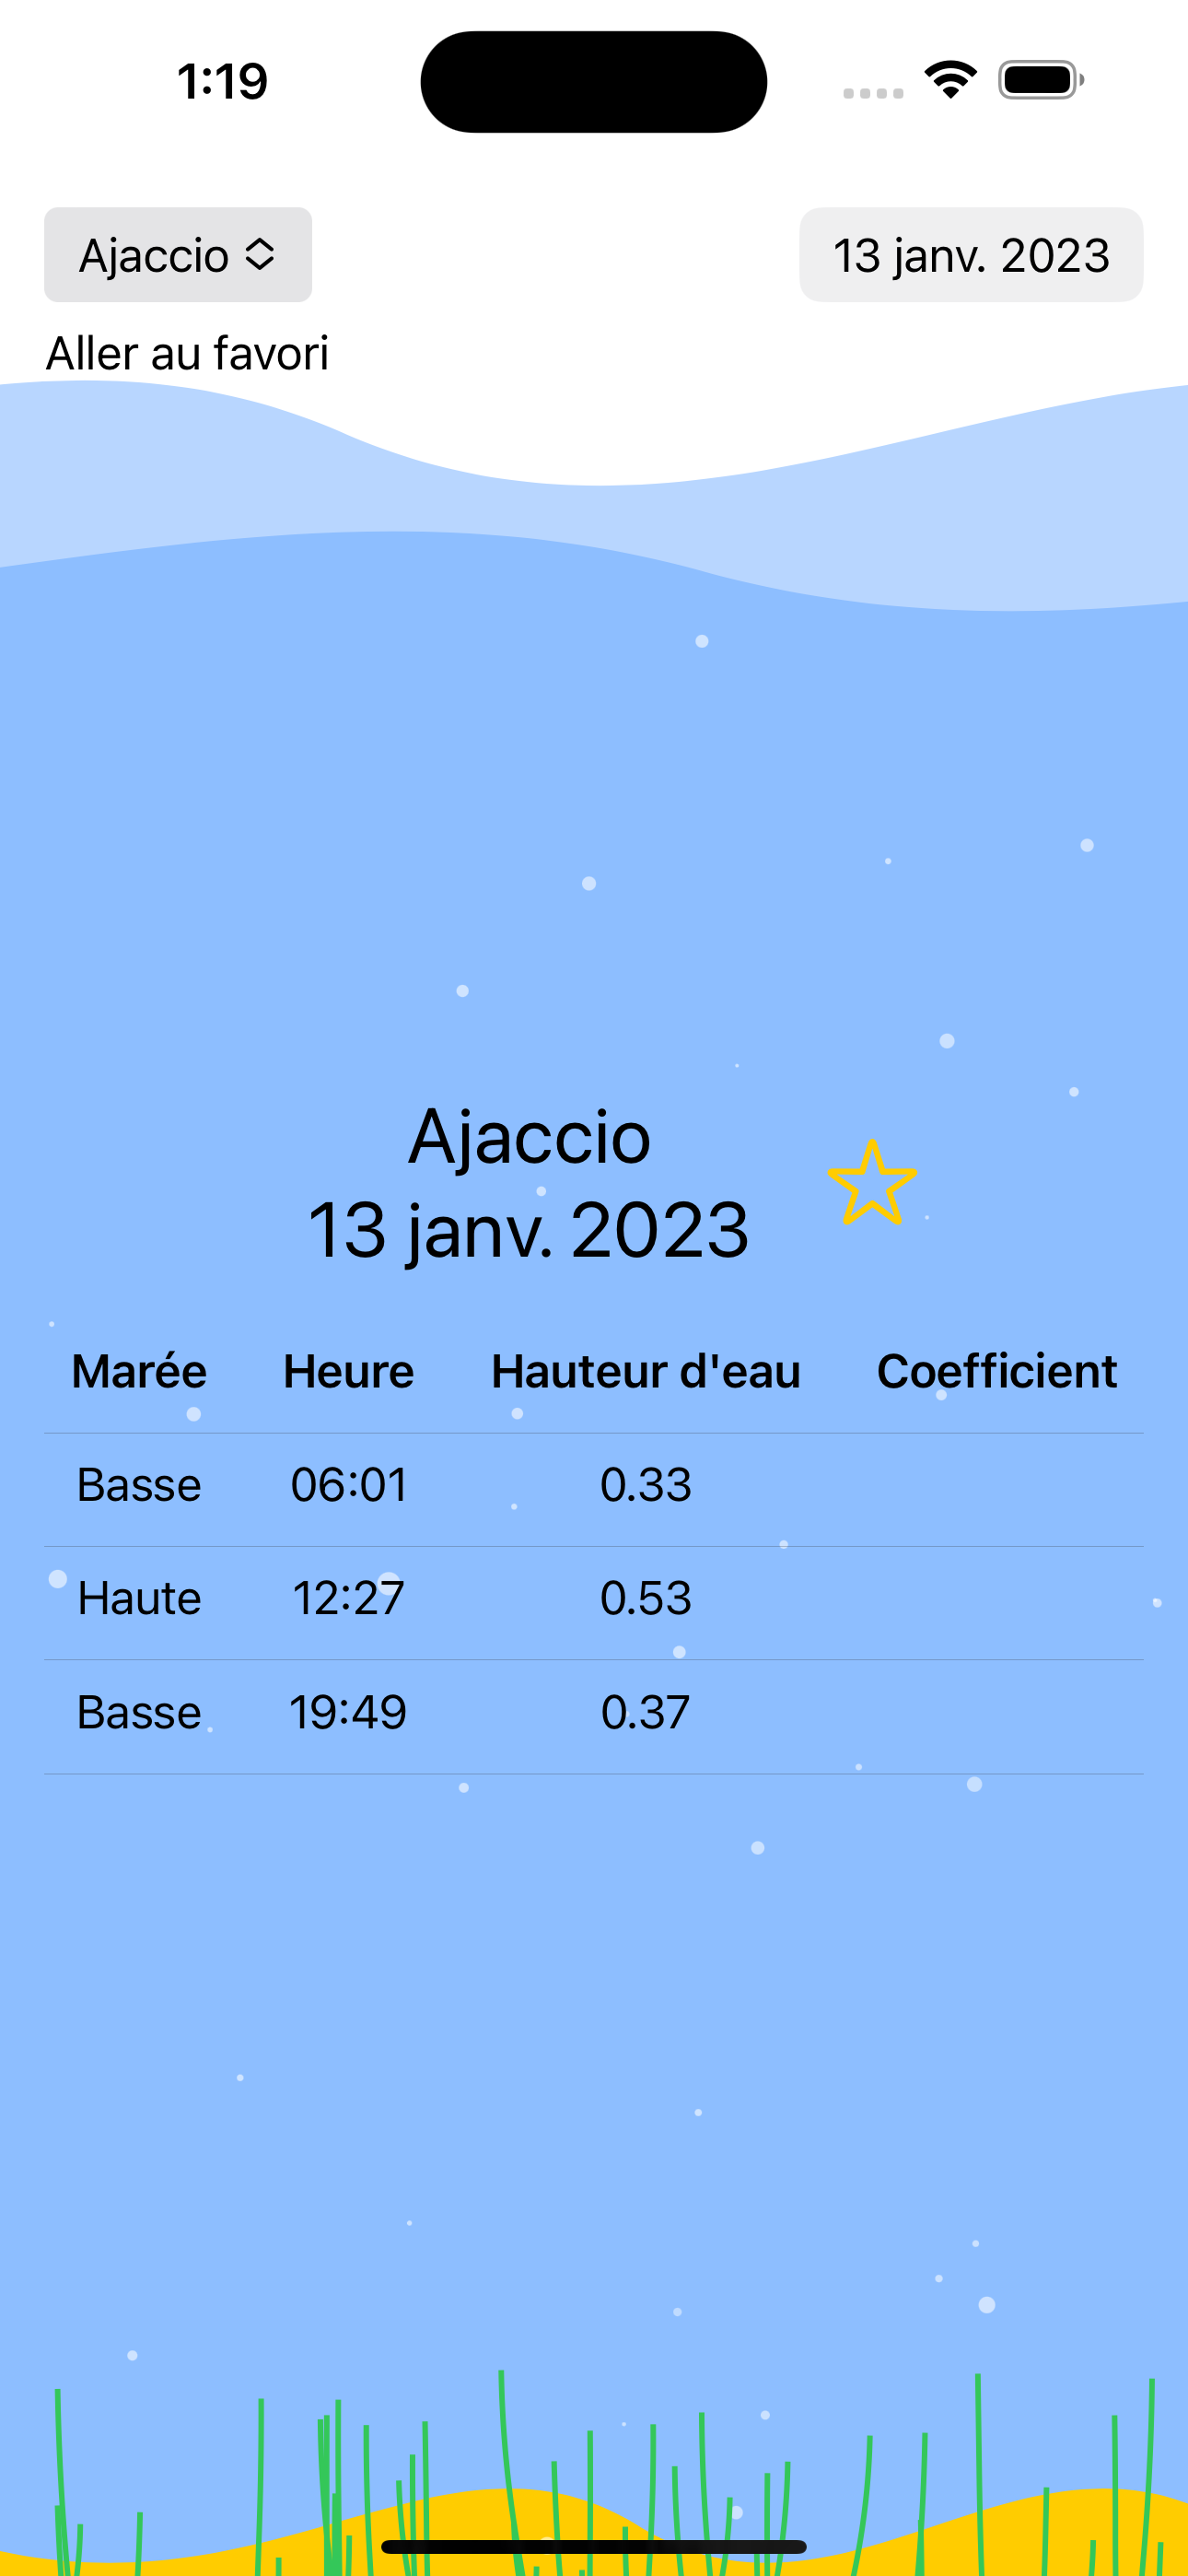 1:19
Ajaccio
13 janv. 2023
Aller au favori
Ajaccio
13 janv. 2023
Marée Heure Hauteur d'eau Coefficient
Basse 06:01 0.33
Haute 12:27 0.53
Basse 19:49 0.37